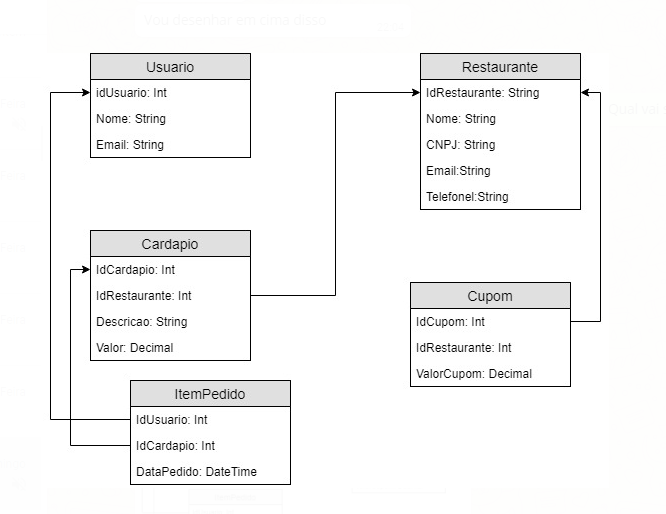 Vou desenhar em cima disso
Usuario
idUsuario: Int
Nome: String
Email: String
Restaurante
IdRestaurante: String
Nome: String
CNPJ: String
Email:String
Telefonel:String
Cardapio
IdCardapio: Int
IdRestaurante: Int
Descricao: String
Valor: Decimal
Cupom
IdCupom: Int
IdRestaurante: Int
ValorCupom: Decimal
ItemPedido
IdUsuario: Int
IdCardapio: Int
DataPedido: DateTime